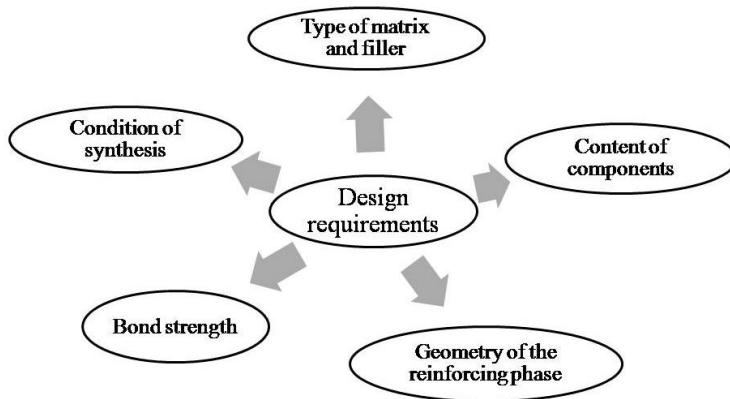 Type of matrix
and filler
Condition of
synthesis
Content of
components
Design
requirements
Bond strength
Geometry of the
reinforcing phase